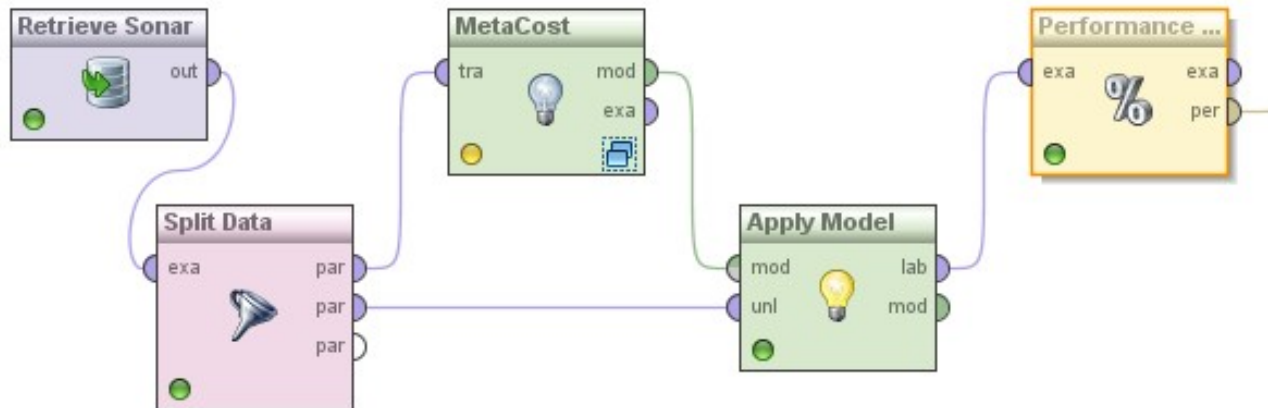 Retrieve Sonar
out
MetaCost
tra mod
exa
Performance ...
exa exa
% per
Split Data
exa par
par
par
Apply Model
mod lab
unl mod